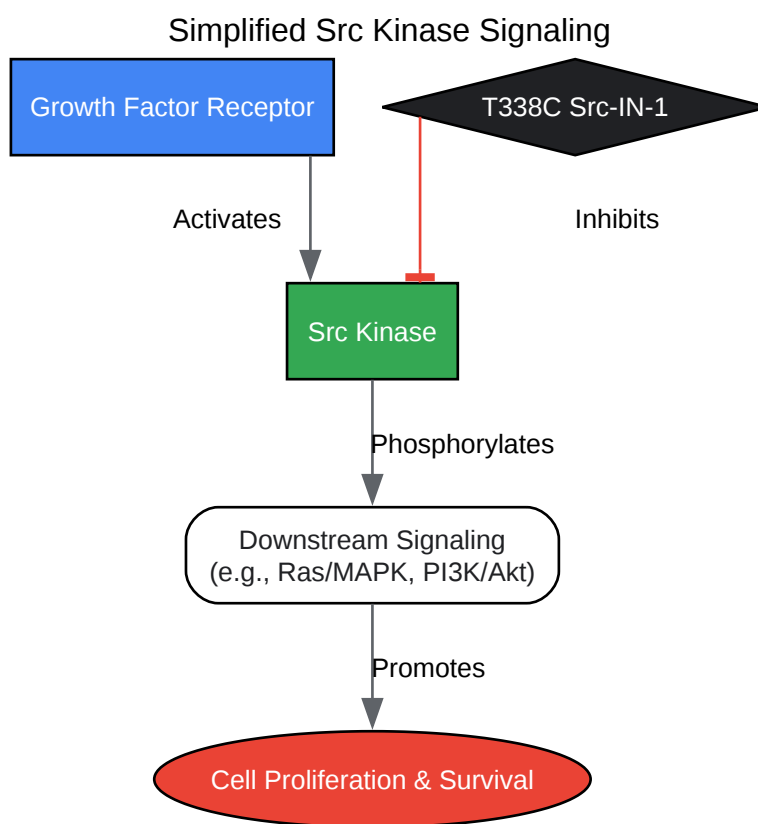 Simplified Src Kinase Signaling
Growth Factor Receptor
T338C Src-IN-1
Activates
Inhibits
Src Kinase
Phosphorylates
Downstream Signaling
(e.g., Ras/MAPK, PI3K/Akt)
Promotes
Cell Proliferation & Survival